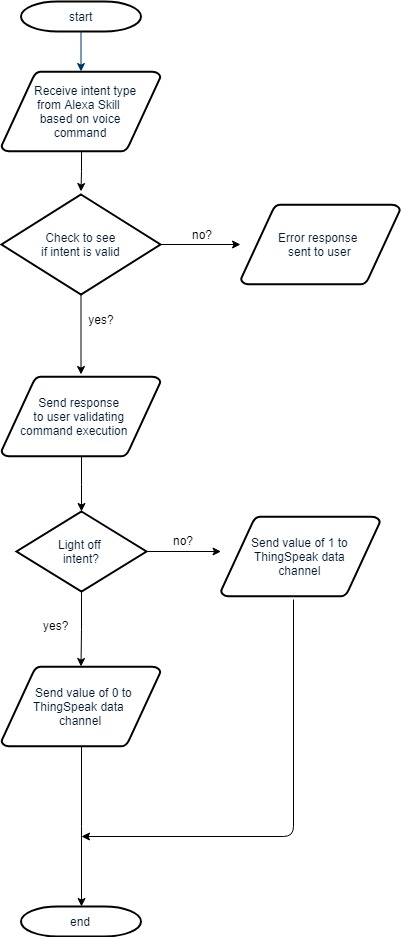 start
Receive intent type
from Alexa Skill
based on voice
command
Check to see
if intent is valid
no?
Error response
sent to user
yes?
Send response
to user validating
command execution
Light off
intent?
no?
Send value of 1 to
ThingSpeak data
channel
yes?
Send value of 0 to
ThingSpeak data
channel
end